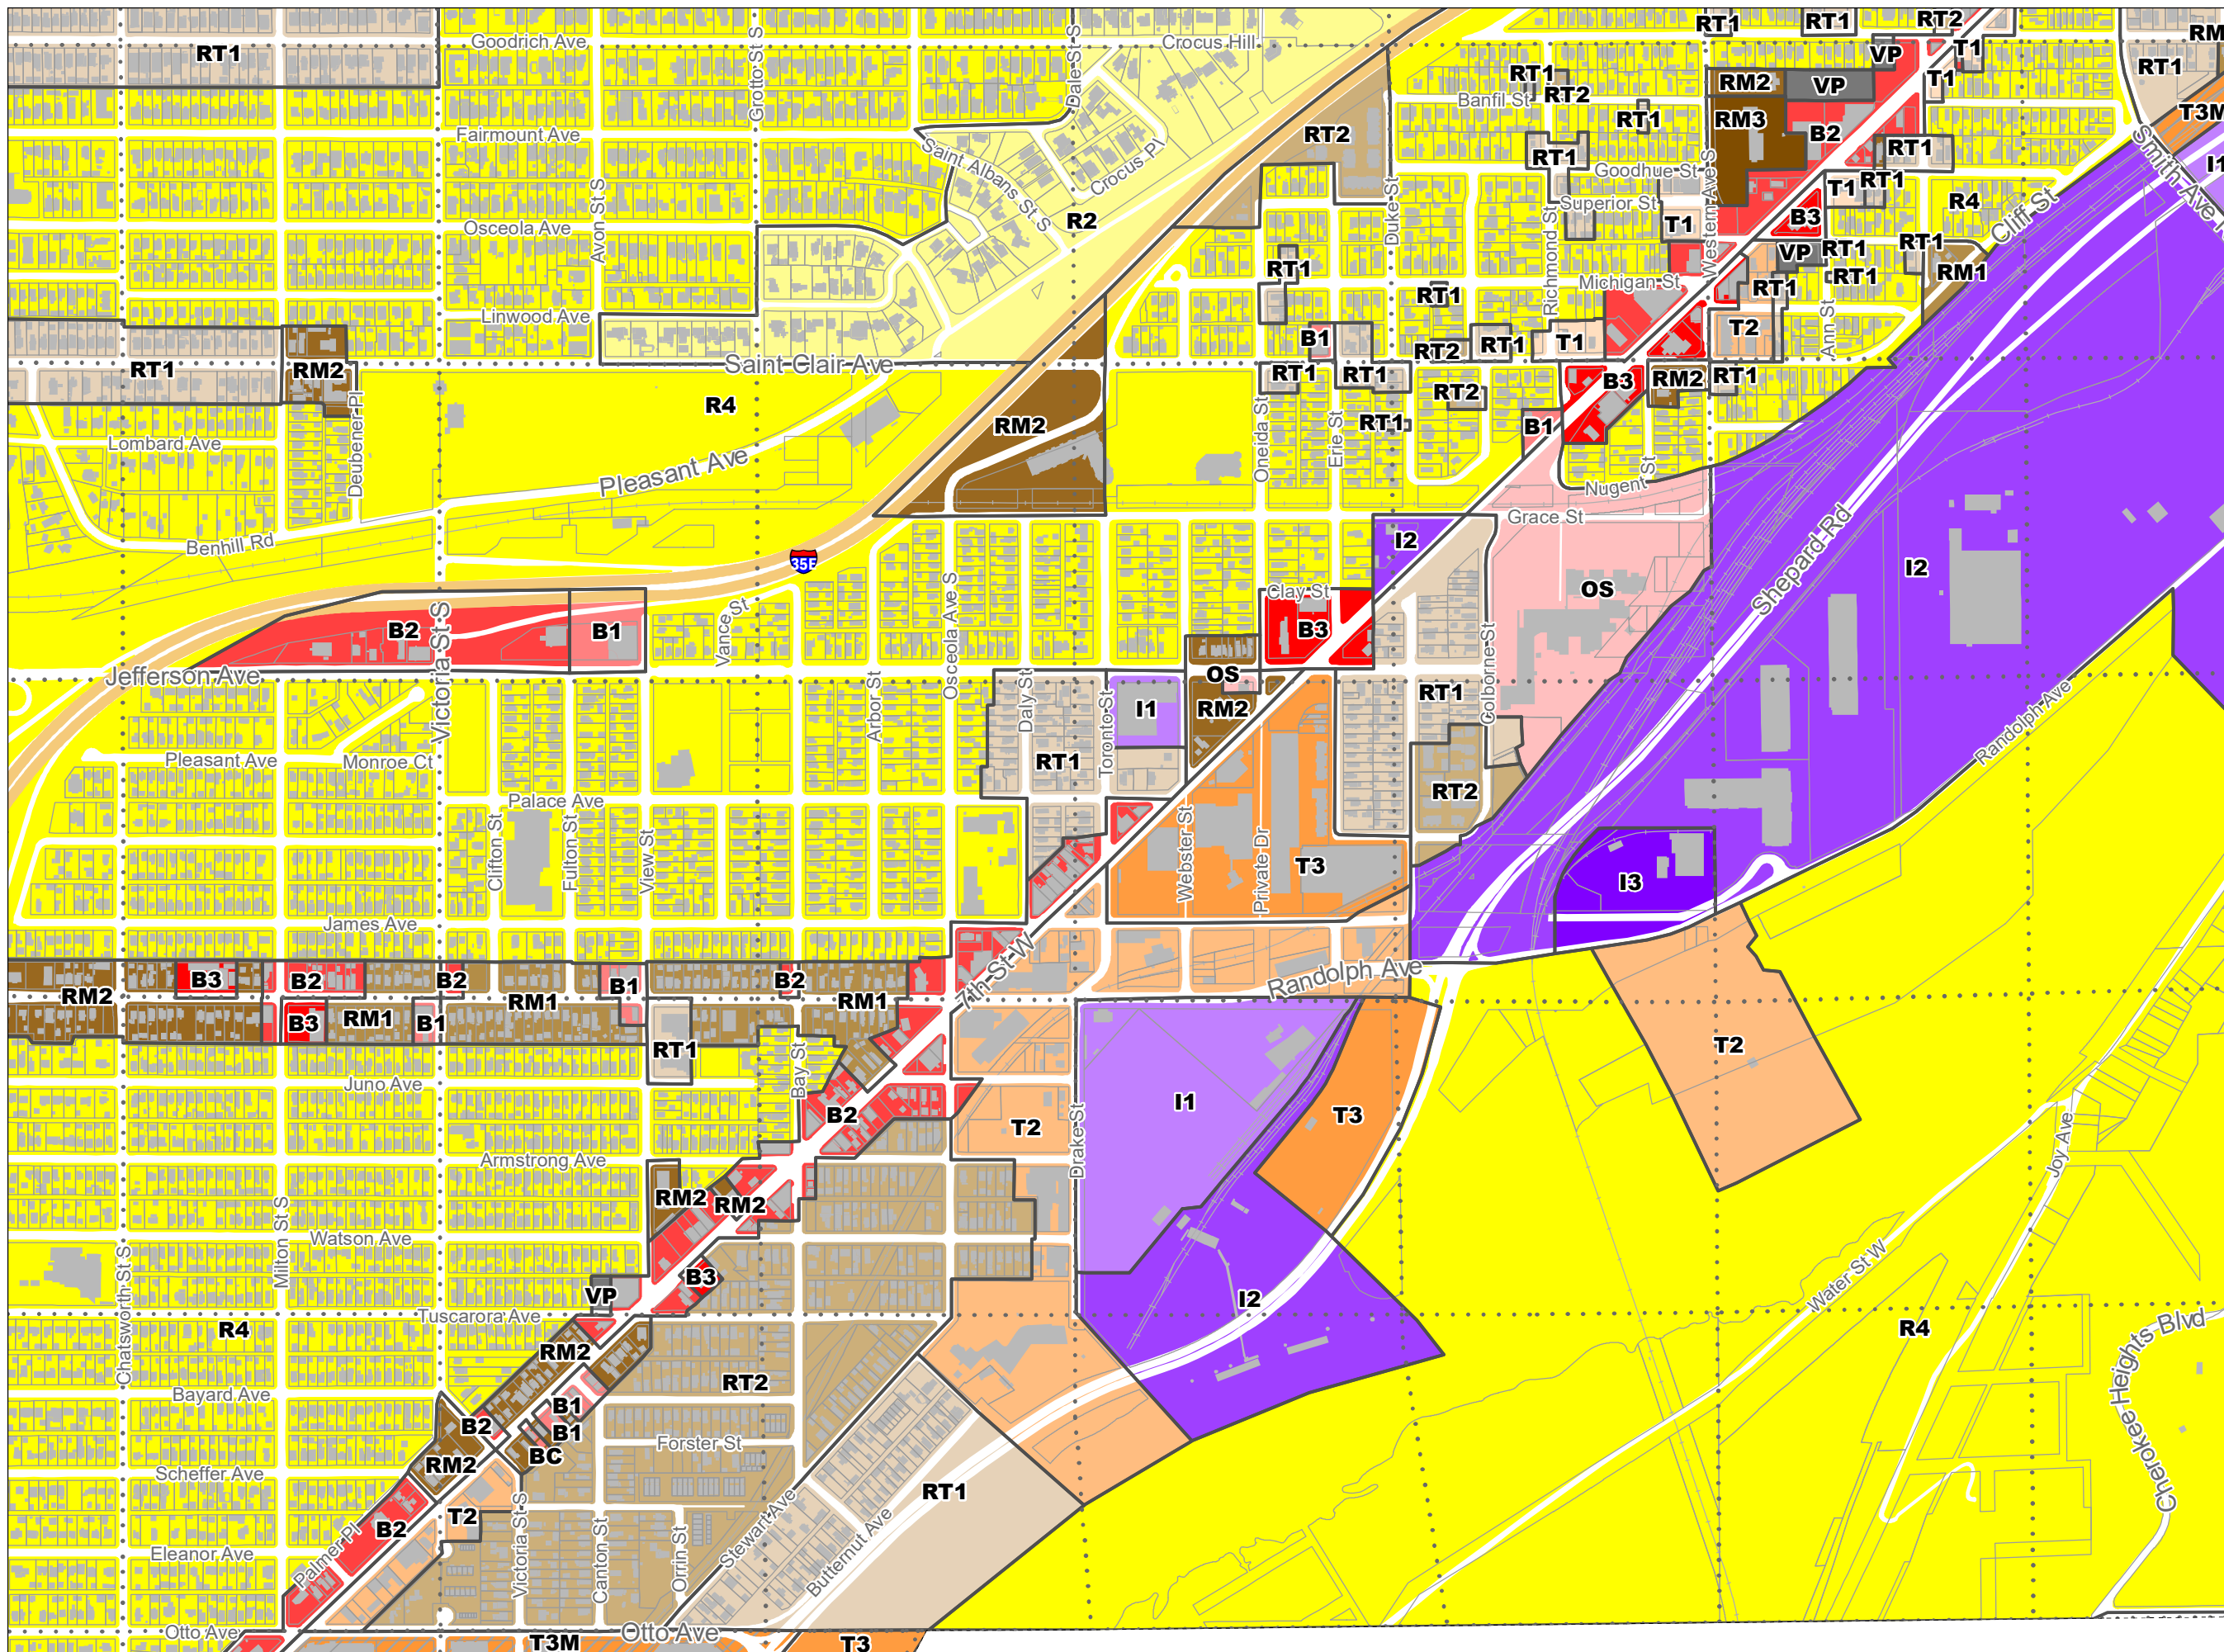 RT1
RT1
RT2
RM
Goodrich Ave
Crocus Hill
RT1
VP
T1
RT1
Grotto St S
Dale St S
RT1
RT2
RM2
VP
T1
Banfil St
T3M
Fairmount Ave
RT2
RT1
RM3
B2
RT1
Smith Ave
Saint Albans St S
Crocus Pl
RT1
Goodhue St
I1
RT1
T1
Superior St
R4
Avon St S
Osceola Ave
R2
Duke St
Richmond St
T1
Western Ave S
B3
Cliff St
VP
RT1
RT1
RT1
RM1
RT1
Michigan St
RT1
RT1
Linwood Ave
T2
Ann St
B1
RT2
RT1
T1
Saint Clair Ave
RT1
RM2
RT1
RT1
B3
RM2
RT1
Deubener Pl
R4
RT2
RM2
Oneida St
Erie St
RT1
B1
Lombard Ave
Pleasant Ave
Nugent St
Benhill Rd
Grace St
I2
Shepard Rd
35E
I2
OS
Clay St
B2
B1
B3
Vance St
Osceola Ave S
Colborne St
Victoria St S
Jefferson Ave
OS
Arbor St
Daly St
Toronto St
I1
RM2
RT1
Randolph Ave
Pleasant Ave
Monroe Ct
RT1
RT2
Palace Ave
Clifton St
Fulton St
View St
Webster St
Private Dr
T3
I3
James Ave
7th St W
Randolph Ave
RM2
B3
B2
B2
RM1
B1
B2
RM1
B3
RM1
B1
RT1
Bay St
T2
Juno Ave
I1
T3
B2
T2
Drake St
Armstrong Ave
Joy Ave
RM2
RM2
Watson Ave
Milton St S
Chatsworth St S
B3
VP
I2
Water St W
Tuscarora Ave
R4
R4
Cherokee Heights Blvd
RM2
RT2
Bayard Ave
B1
B2
B1
BC
Forster St
RM2
Scheffer Ave
RT1
T2
B2
Palmer Pl
Victoria St S
Canton St
Orrin St
Stewart Ave
Butternut Ave
Eleanor Ave
Otto Ave
Otto Ave
T3M
T3